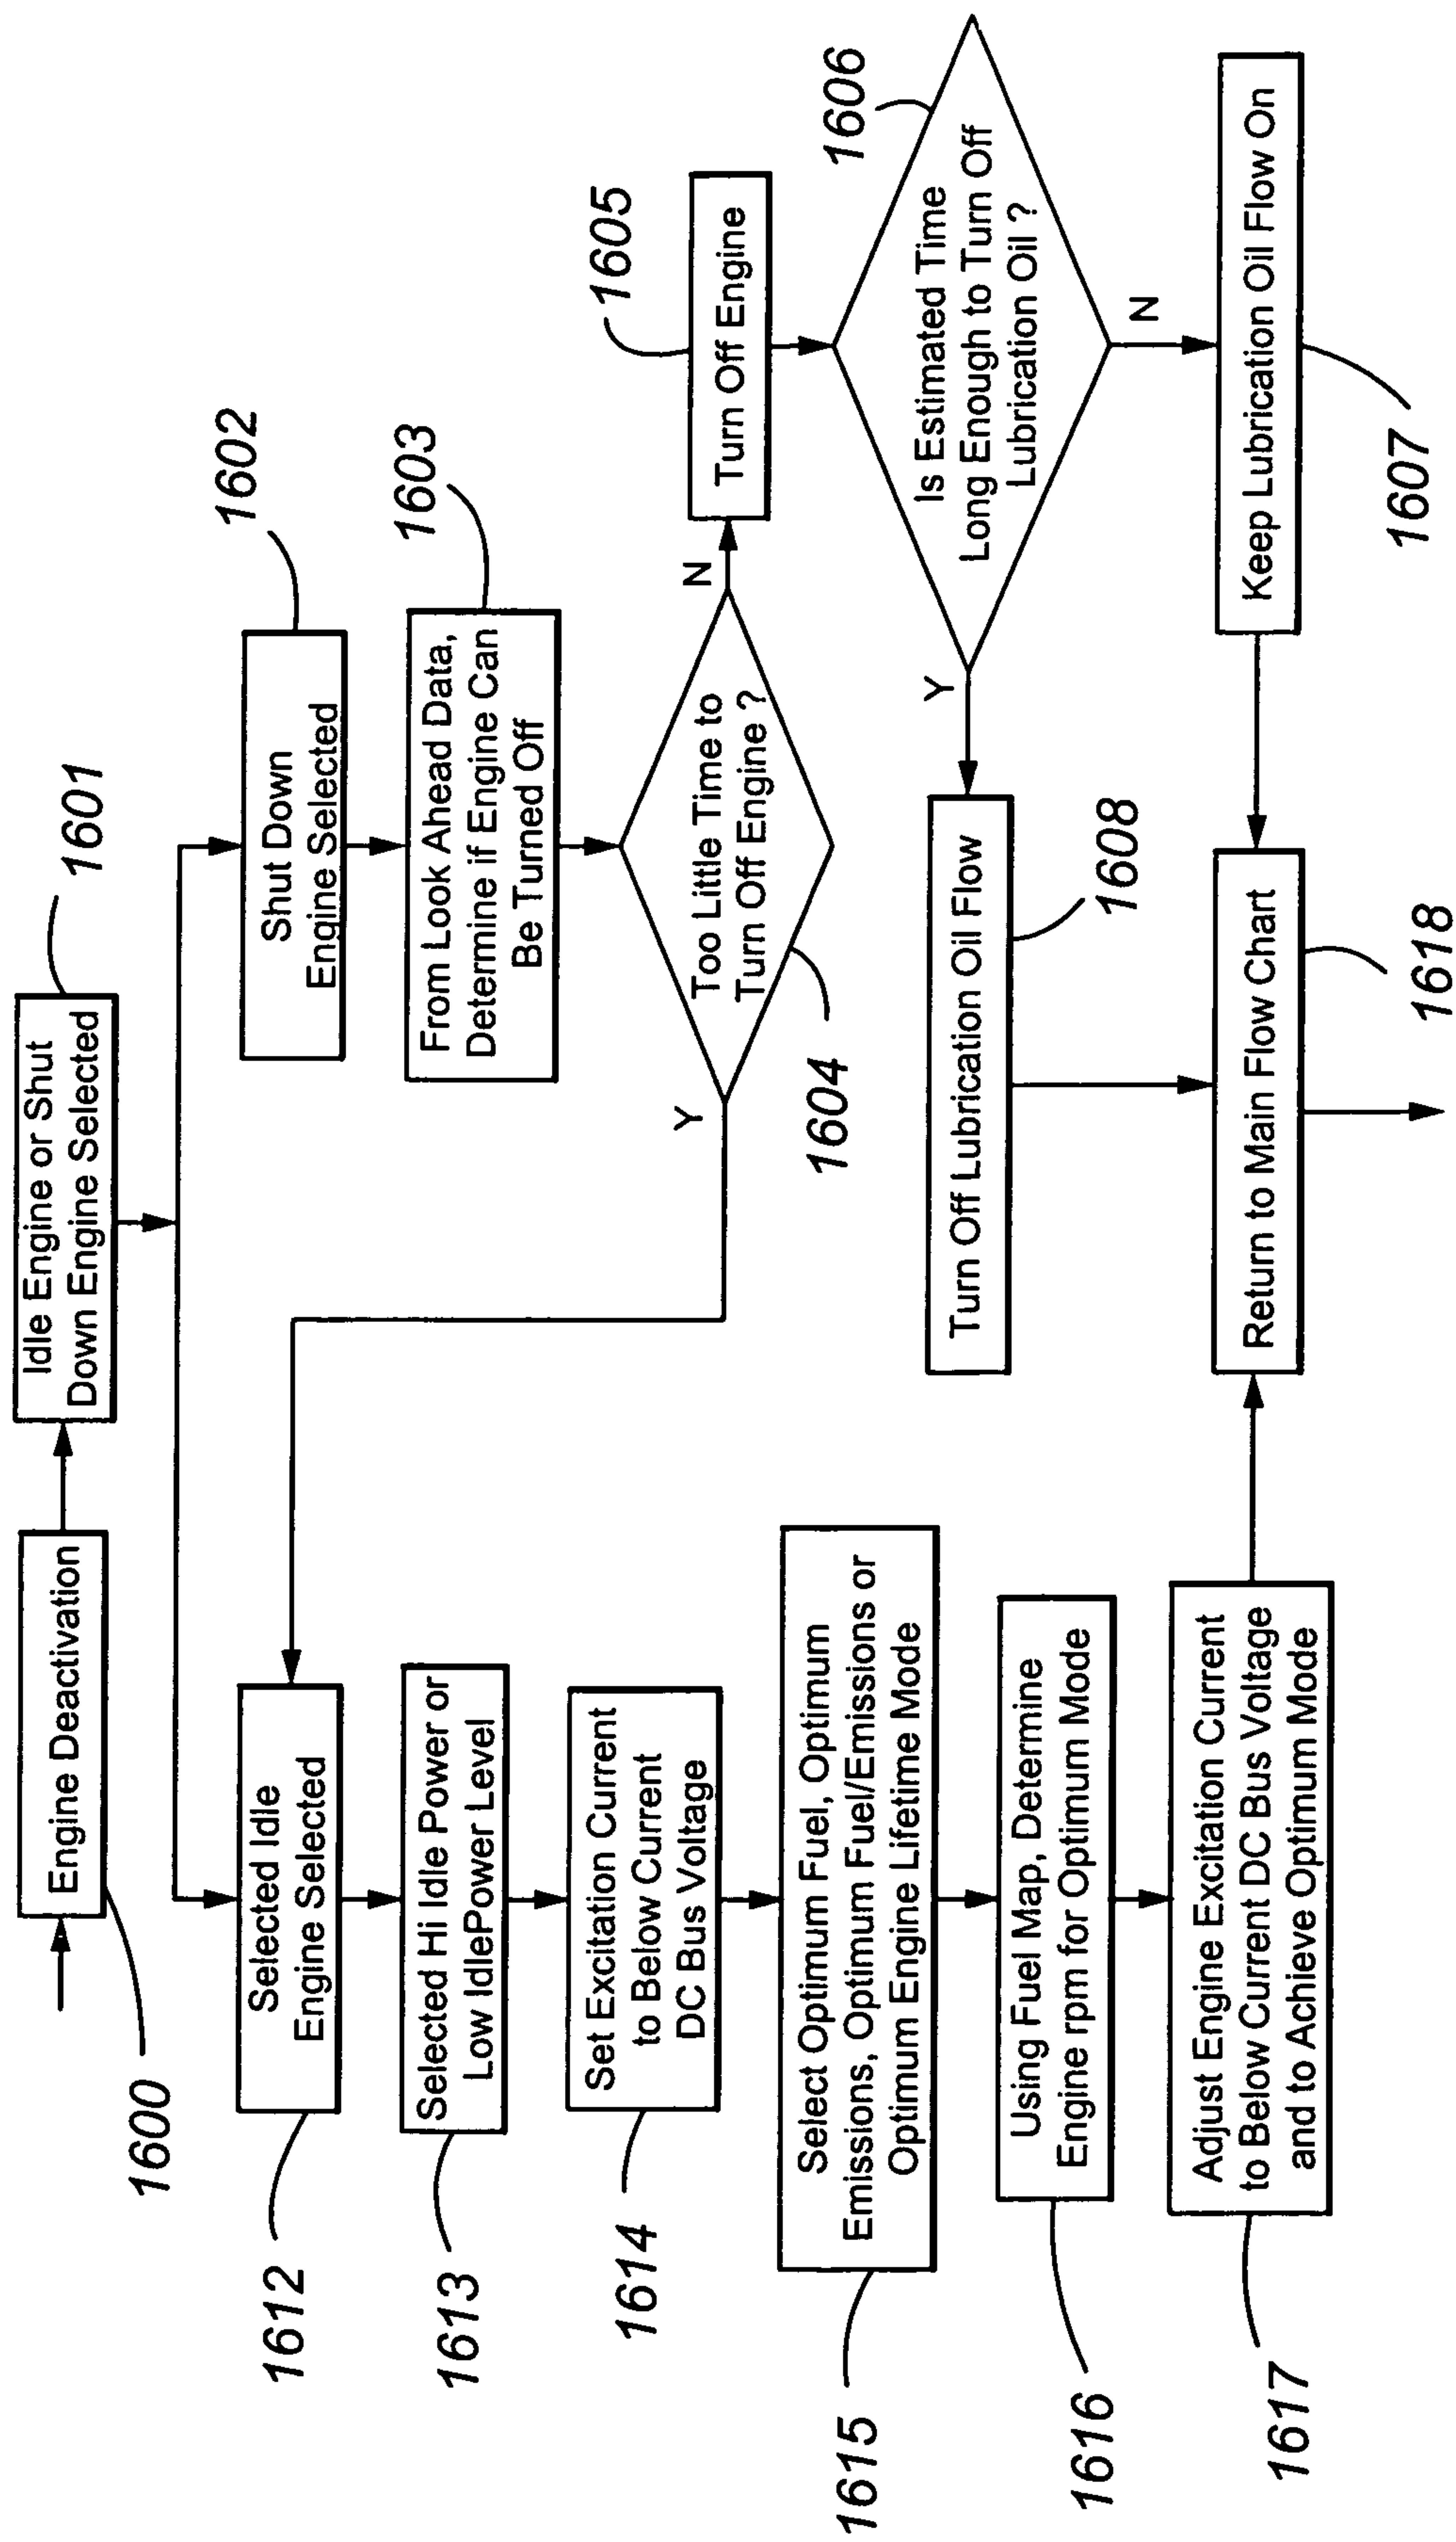 1600
Engine Deactivation
Idle Engine or Shut
Down Engine Selected
1601
1612
Selected Idle
Engine Selected
Shut Down
Engine Selected
1602
1613
Selected Hi Idle Power or
Low IdlePower Level
From Look Ahead Data,
Determine if Engine Can
Be Turned Off
1603
1614
Set Excitation Current
to Below Current
DC Bus Voltage
Y
Too Little Time to
Turn Off Engine ?
N
1604
Turn Off Engine
1605
1615
Select Optimum Fuel, Optimum
Emissions, Optimum Fuel/Emissions or
Optimum Engine Lifetime Mode
Is Estimated Time
Long Enough to Turn Off
Lubrication Oil ?
1606
Y
N
Turn Off Lubrication Oil Flow
1608
1616
Using Fuel Map, Determine
Engine rpm for Optimum Mode
1617
Adjust Engine Excitation Current
to Below Current DC Bus Voltage
and to Achieve Optimum Mode
Return to Main Flow Chart
1618
Keep Lubrication Oil Flow On
1607